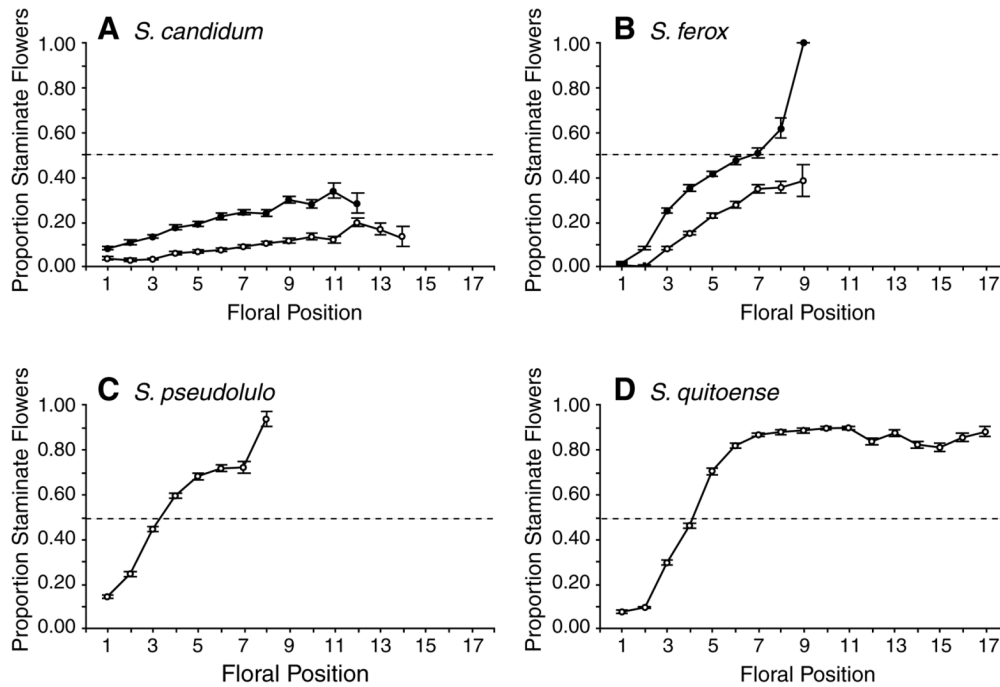 A S. candidum
Proportion Staminate Flowers
1.00
0.80
0.60
0.40
0.20
0.00
1 3 5 7 9 11 13 15 17
Floral Position
B S. ferox
Proportion Staminate Flowers
1.00
0.80
0.60
0.40
0.20
0.00
1 3 5 7 9 11 13 15 17
Floral Position
C S. pseudolulo
Proportion Staminate Flowers
1.00
0.80
0.60
0.40
0.20
0.00
1 3 5 7 9 11 13 15 17
Floral Position
D S. quitoense
Proportion Staminate Flowers
1.00
0.80
0.60
0.40
0.20
0.00
1 3 5 7 9 11 13 15 17
Floral Position